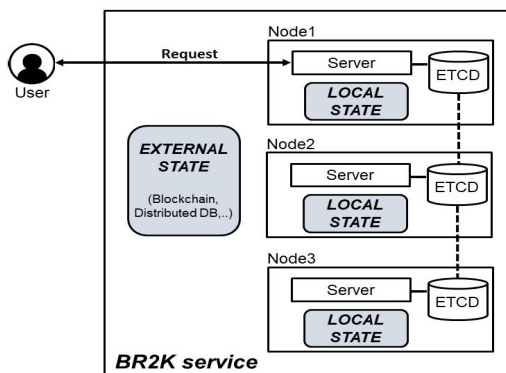 Node1
Request
Server
ETCD
User
LOCAL
STATE
EXTERNAL
STATE
(Blockchain,
Distributed DB,..)
Node2
Server
ETCD
LOCAL
STATE
Node3
Server
ETCD
LOCAL
STATE
BR2K service